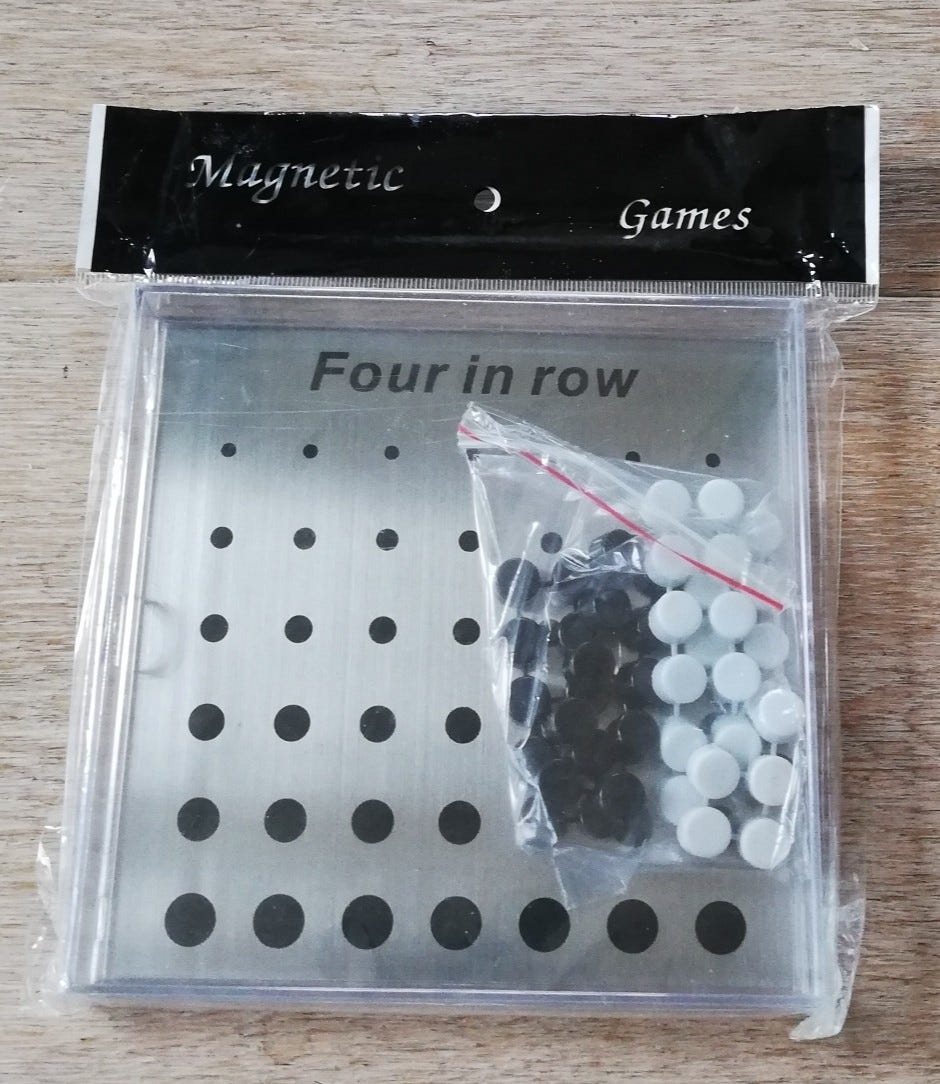 Magnetic
Games
Four in row